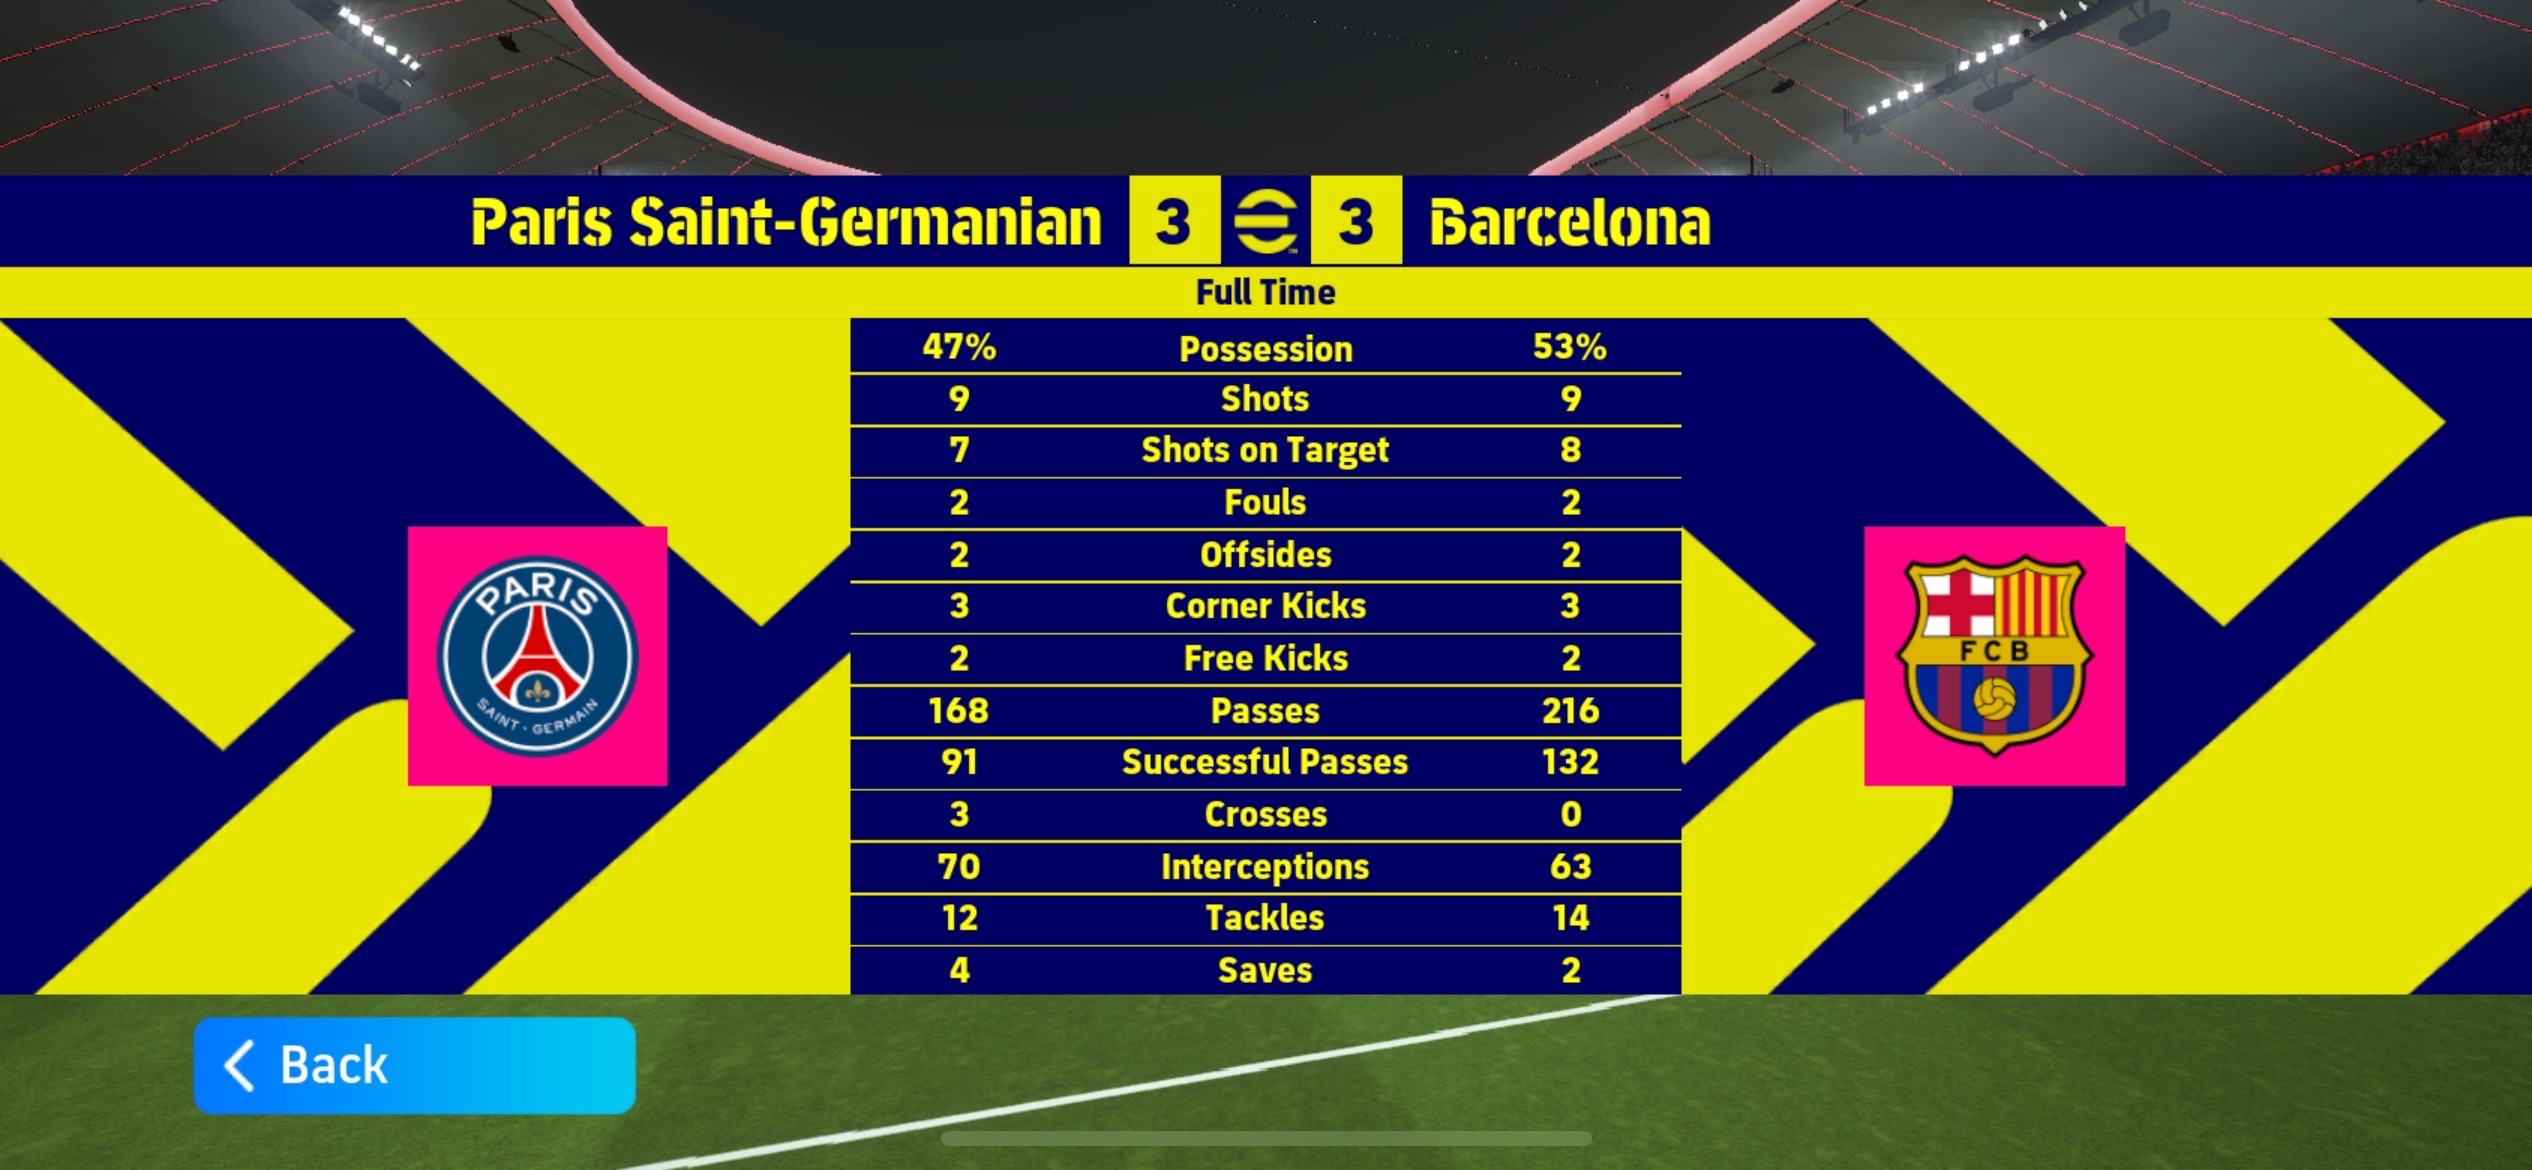 Paris Saint-Germanian 3 3 Barcelona
Full Time
47% Possession 53%
9 Shots 9
7 Shots on Target 8
2 Fouls 2
2 Offsides 2
3 Corner Kicks 3
2 Free Kicks 2
168 Passes 216
91 Successful Passes 132
3 Crosses 0
70 Interceptions 63
12 Tackles 14
4 Saves 2
PARIS
SAINT-GERMAIN
FCB
Back